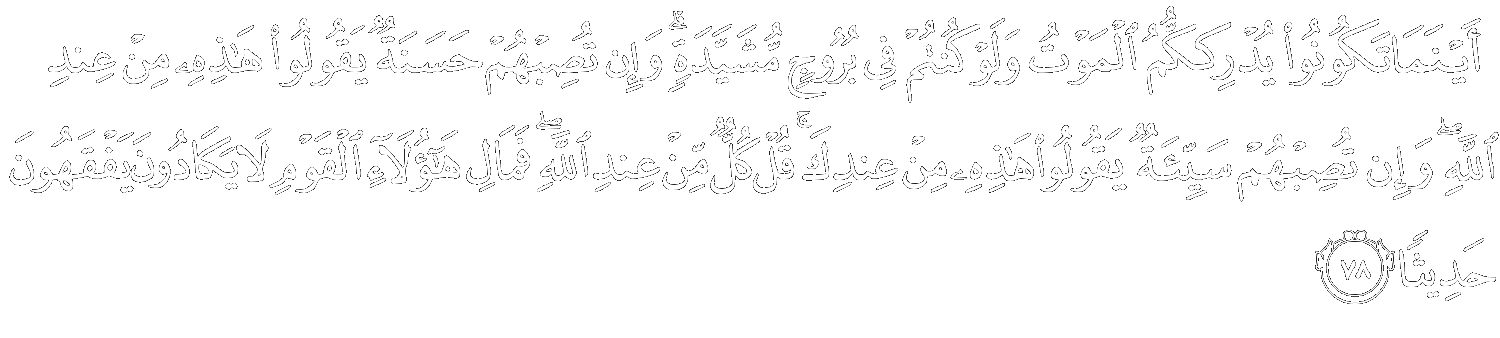 أَيْنَمَا تَكُونُوا۟ يُدْرِككُّمُ ٱلْمَوْتُ وَلَوْ كُنتُمْ فِى بُرُوجٍ مُّشَيَّدَةٍ ۗ وَإِن تُصِبْهُمْ حَسَنَةٌ يَقُولُوا۟ هَـٰذِهِۦ مِنْ عِندِ
ٱللَّهِ ۖ وَإِن تُصِبْهُمْ سَيِّئَةٌ يَقُولُوا۟ هَـٰذِهِۦ مِنْ عِندِكَ ۚ قُلْ كُلٌّ مِّنْ عِندِ ٱللَّهِ ۖ فَمَالِ هَـٰٓؤُلَآءِ ٱلْقَوْمِ لَا يَكَادُونَ يَفْقَهُونَ
حَدِيثًا ٧٨